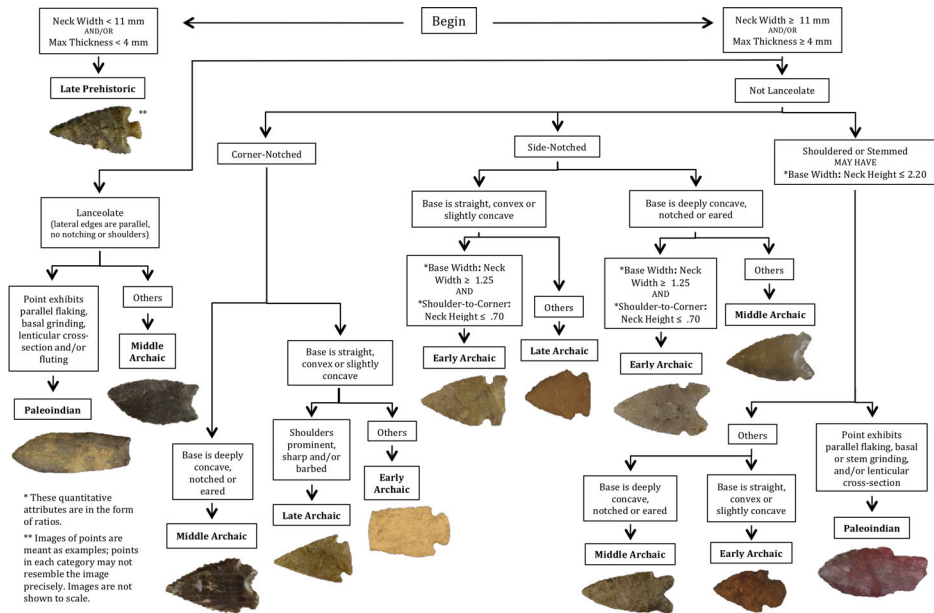 Neck Width < 11 mm
AND/OR
Max Thickness < 4 mm
Begin
Neck Width ≥ 11 mm
AND/OR
Max Thickness ≥ 4 mm
Late Prehistoric
**
Not Lanceolate
Corner-Notched
Side-Notched
Shouldered or Stemmed
MAY HAVE
*Base Width: Neck Height ≤ 2.20
Lanceolate
(lateral edges are parallel,
no notching or shoulders)
Base is straight, convex or
slightly concave
Base is deeply concave,
notched or eared
Point exhibits
parallel flaking,
basal grinding,
lenticular cross-
section and/or
fluting
Others
Middle
Archaic
Paleoindian
*Base Width: Neck
Width ≥ 1.25
AND
*Shoulder-to-Corner:
Neck Height ≤ .70
Others
Early Archaic
Late Archaic
*Base Width: Neck
Width ≥ 1.25
AND
*Shoulder-to-Corner:
Neck Height ≤ .70
Others
Middle Archaic
Early Archaic
Base is straight,
convex or slightly
concave
Base is deeply
concave,
notched or
eared
Middle Archaic
Shoulders
prominent,
sharp and/or
barbed
Late Archaic
Others
Early
Archaic
Others
Base is deeply
concave,
notched or eared
Middle Archaic
Base is straight,
convex or
slightly concave
Early Archaic
Point exhibits
parallel flaking, basal
or stem grinding,
and/or lenticular
cross-section
Paleoindian
* These quantitative
attributes are in the form
of ratios.
** Images of points are
meant as examples; points
in each category may not
resemble the image
precisely. Images are not
shown to scale.